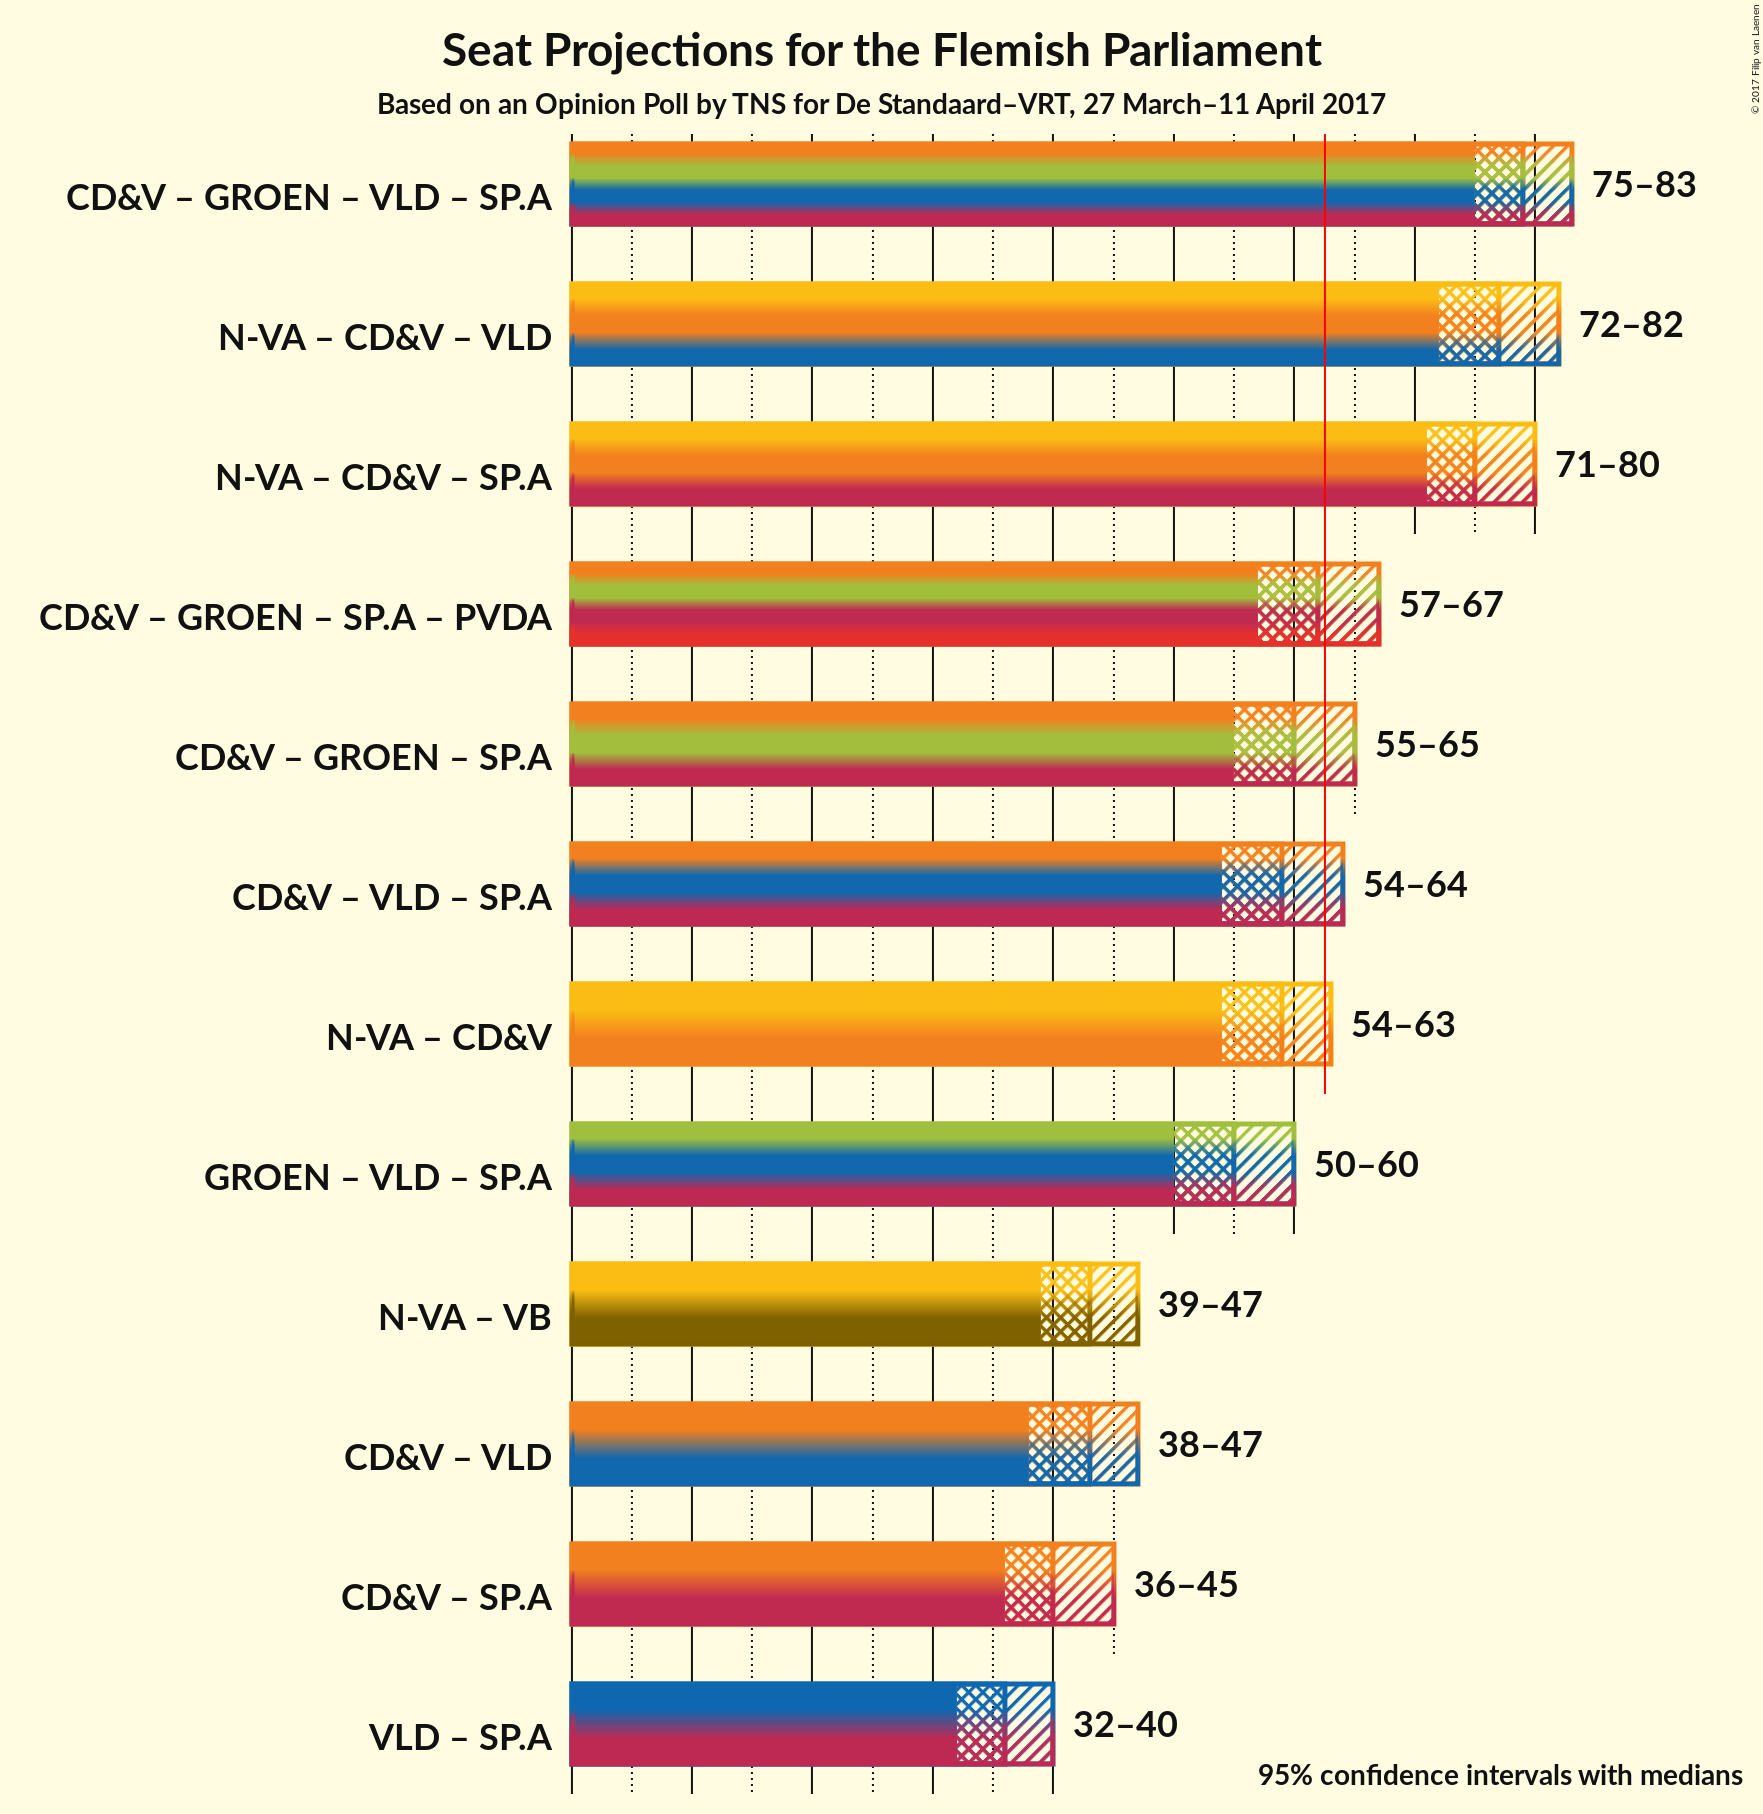 Seat Projections for the Flemish Parliament
Based on an Opinion Poll by TNS for De Standaard–VRT, 27 March–11 April 2017
© 2017 Filip van Laenen
CD&V – GROEN – VLD – SP.A 75–83
N-VA – CD&V – VLD 72–82
N-VA – CD&V – SP.A 71–80
CD&V – GROEN – SP.A – PVDA 57–67
CD&V – GROEN – SP.A 55–65
CD&V – VLD – SP.A 54–64
N-VA – CD&V 54–63
GROEN – VLD – SP.A 50–60
N-VA – VB 39–47
CD&V – VLD 38–47
CD&V – SP.A 36–45
VLD – SP.A 32–40
95% confidence intervals with medians